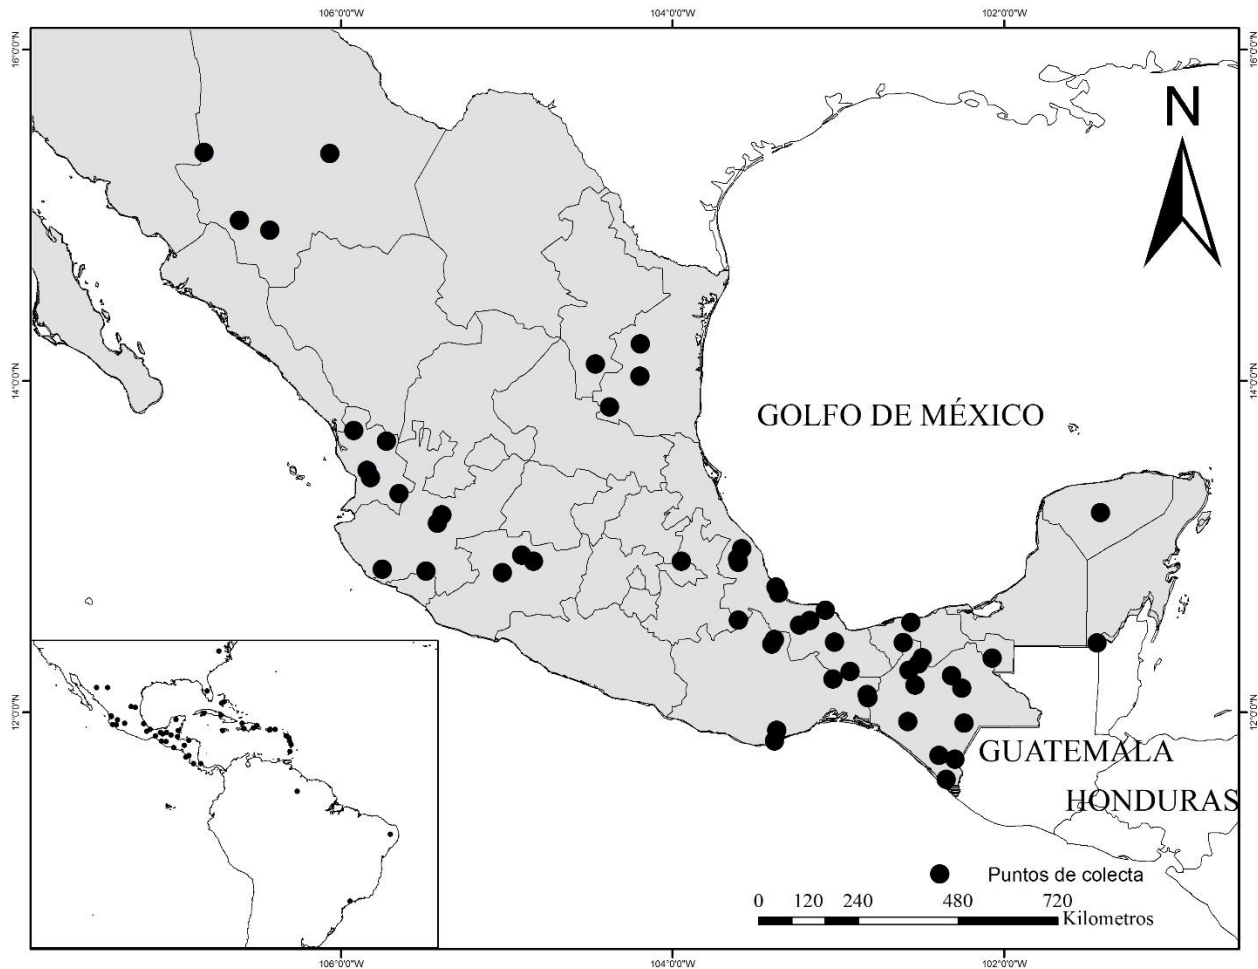 106°0'0"W 104°0'0"W 102°0'0"W
16°0'0"N 16°0'0"N
N
14°0'0"N 14°0'0"N
GOLFO DE MÉXICO
12°0'0"N 12°0'0"N
GUATEMALA
HONDURAS
Puntos de colecta
0 120 240 480 720
Kilometros
106°0'0"W 104°0'0"W 102°0'0"W